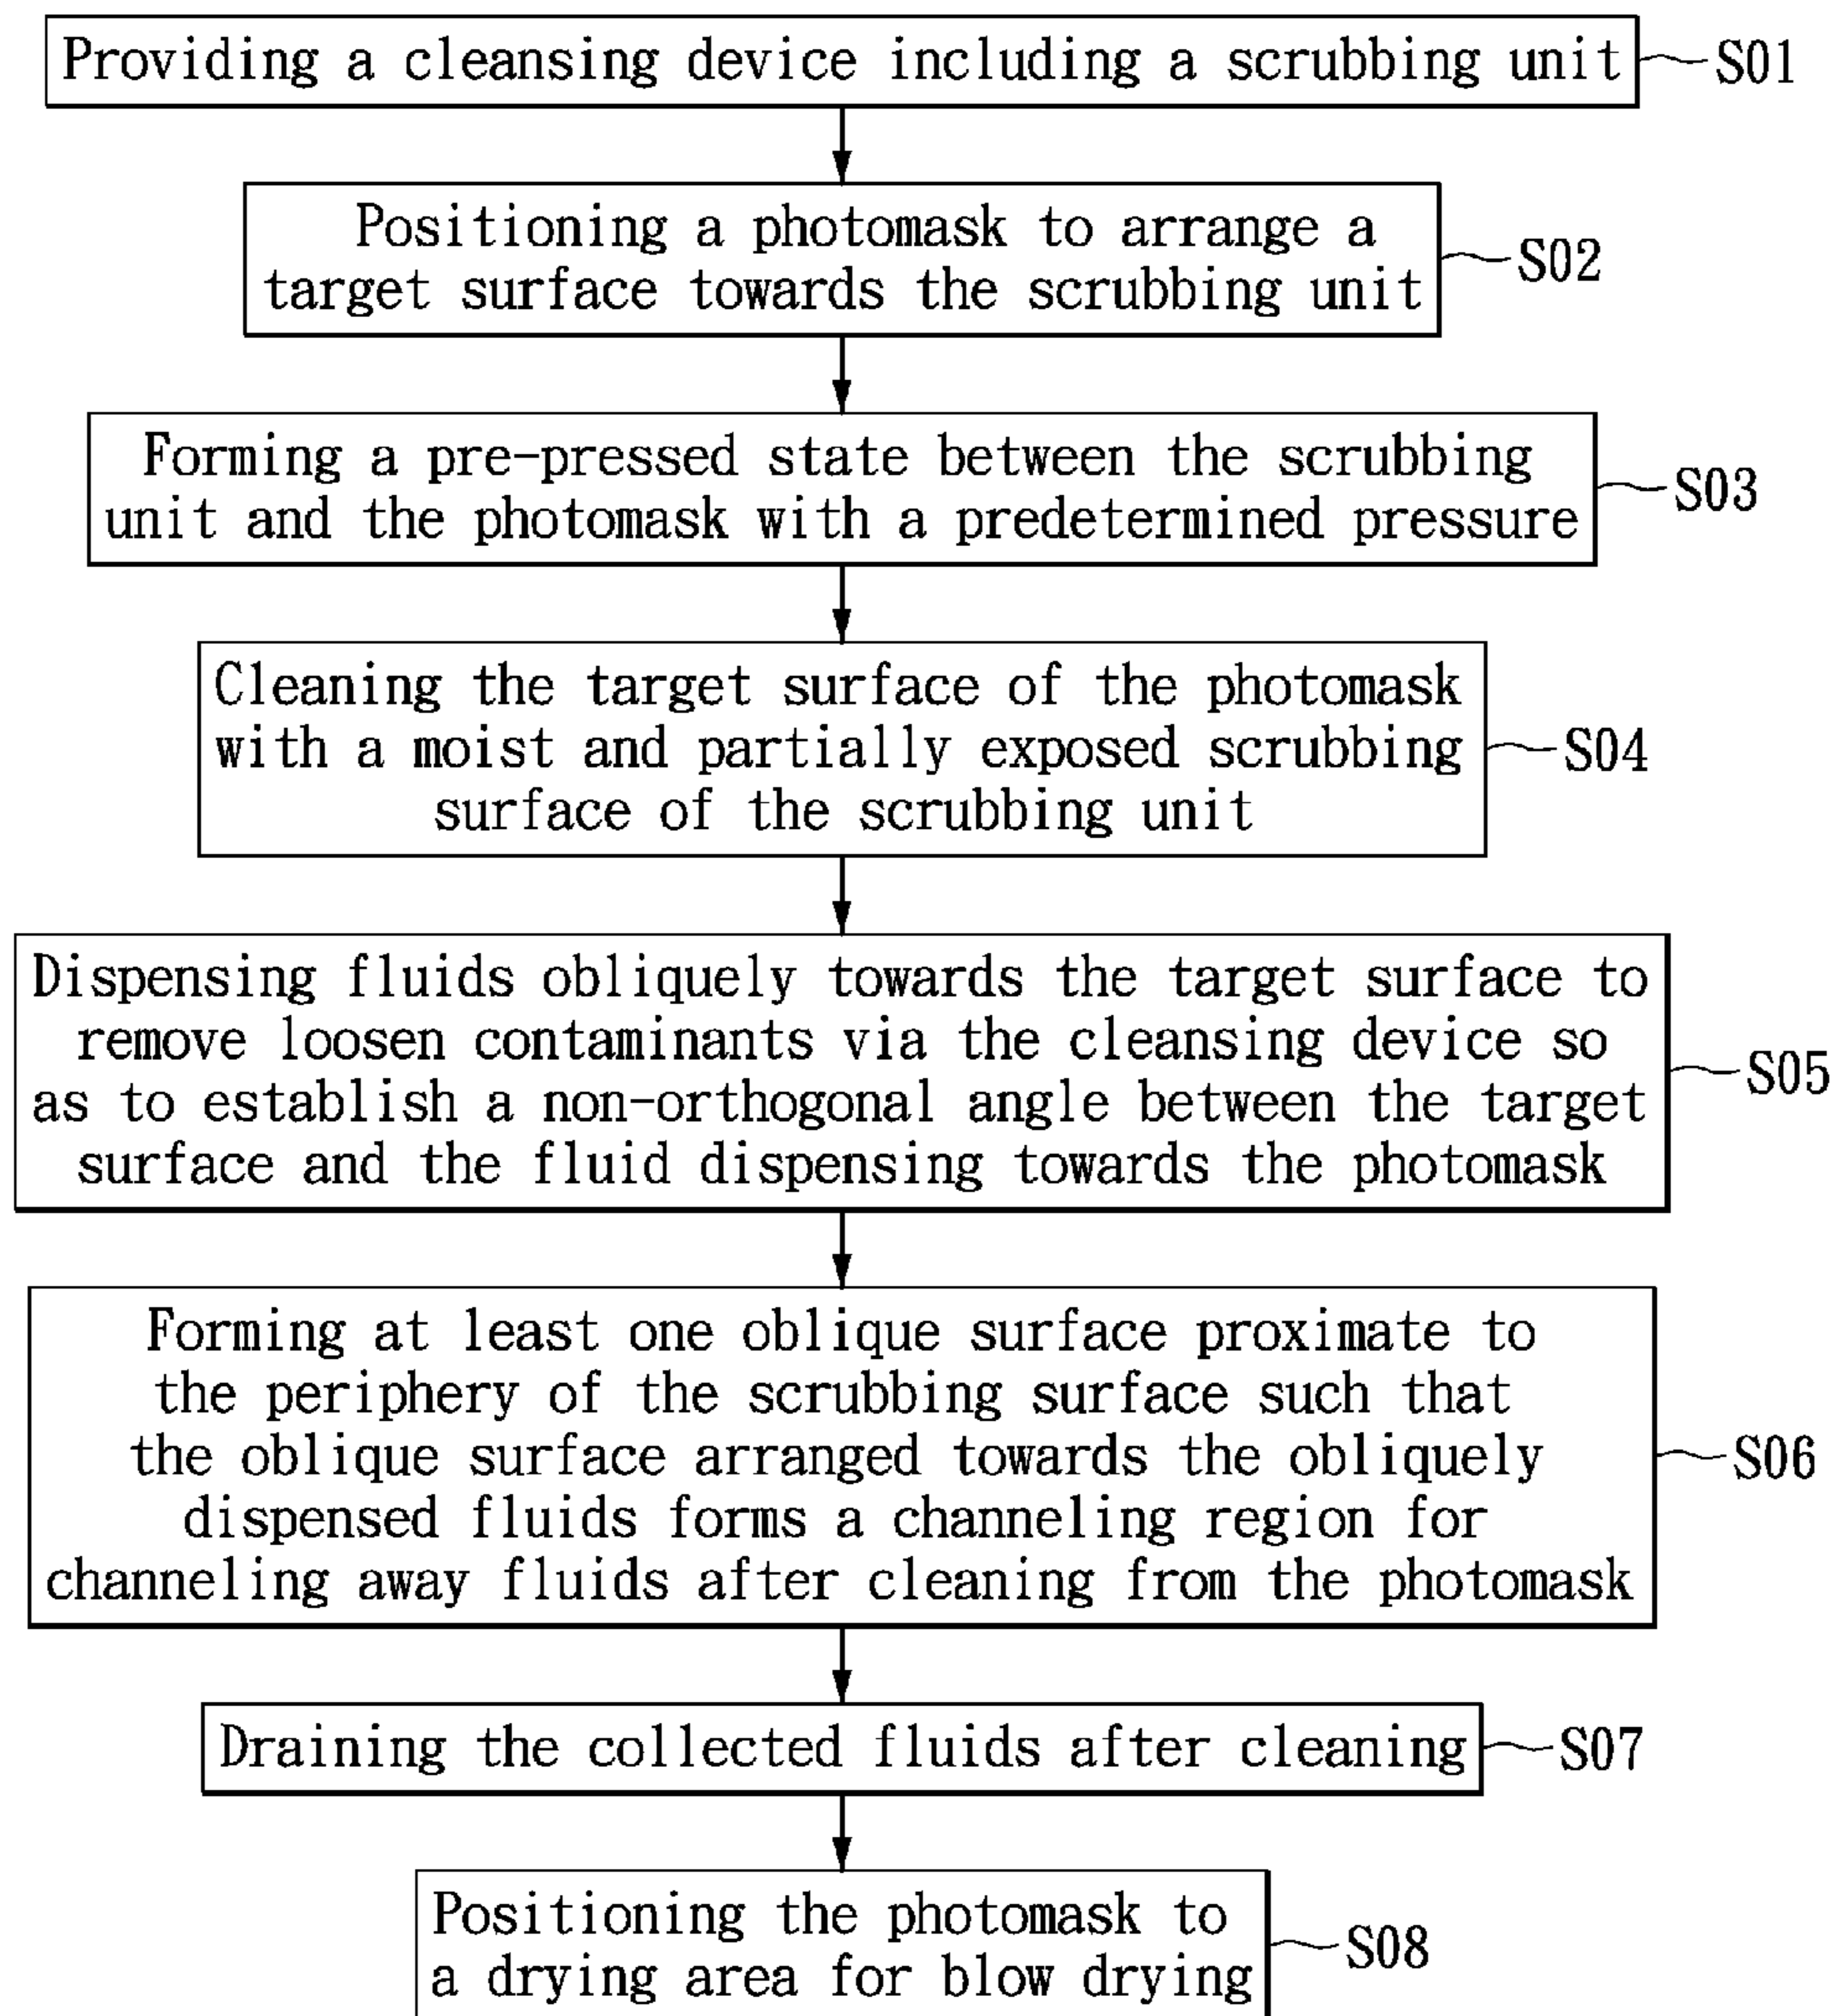 Providing a cleansing device including a scrubbing unit
S01
Positioning a photomask to arrange a
target surface towards the scrubbing unit
S02
Forming a pre-pressed state between the scrubbing
unit and the photomask with a predetermined pressure
S03
Cleaning the target surface of the photomask
with a moist and partially exposed scrubbing
surface of the scrubbing unit
S04
Dispensing fluids obliquely towards the target surface to
remove loosen contaminants via the cleansing device so
as to establish a non-orthogonal angle between the target
surface and the fluid dispensing towards the photomask
S05
Forming at least one oblique surface proximate to
the periphery of the scrubbing surface such that
the oblique surface arranged towards the obliquely
dispensed fluids forms a channeling region for
channeling away fluids after cleaning from the photomask
S06
Draining the collected fluids after cleaning
S07
Positioning the photomask to
a drying area for blow drying
S08